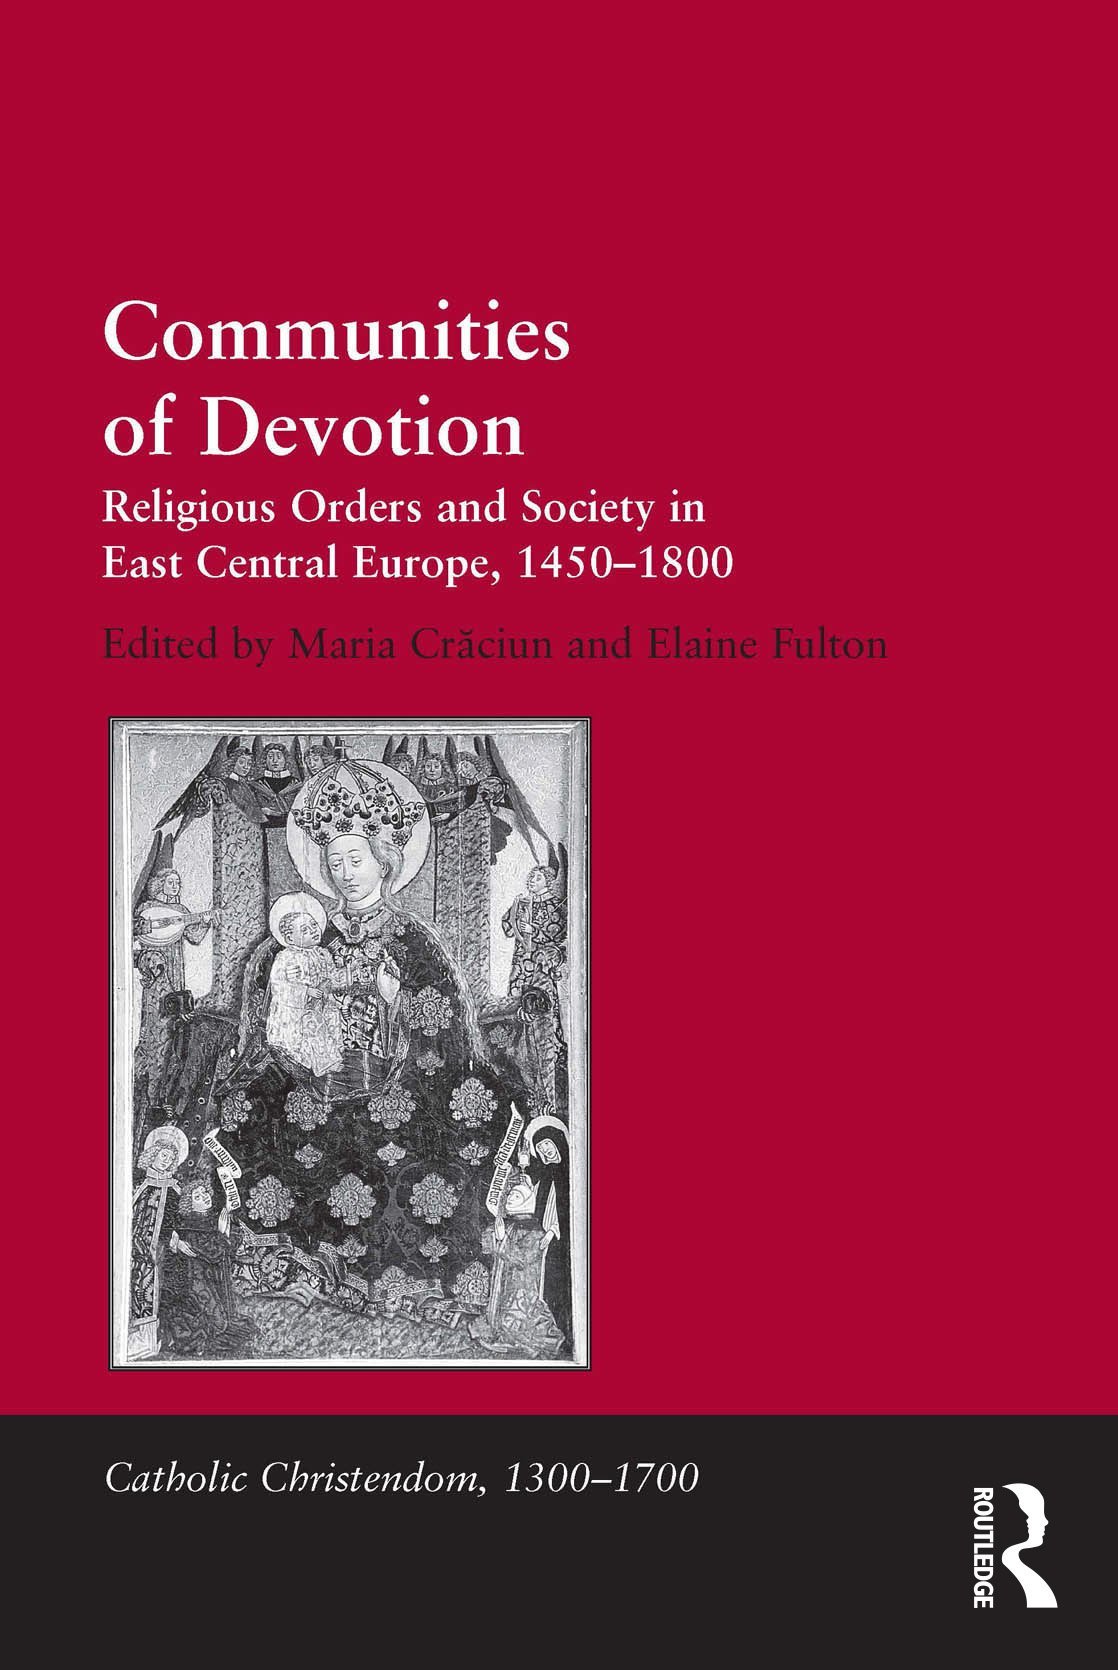 Communities
of Devotion
Religious Orders and Society in
East Central Europe, 1450–1800
Edited by Maria Crăciun and Elaine Fulton
Catholic Christendom, 1300–1700
ROUTLEDGE